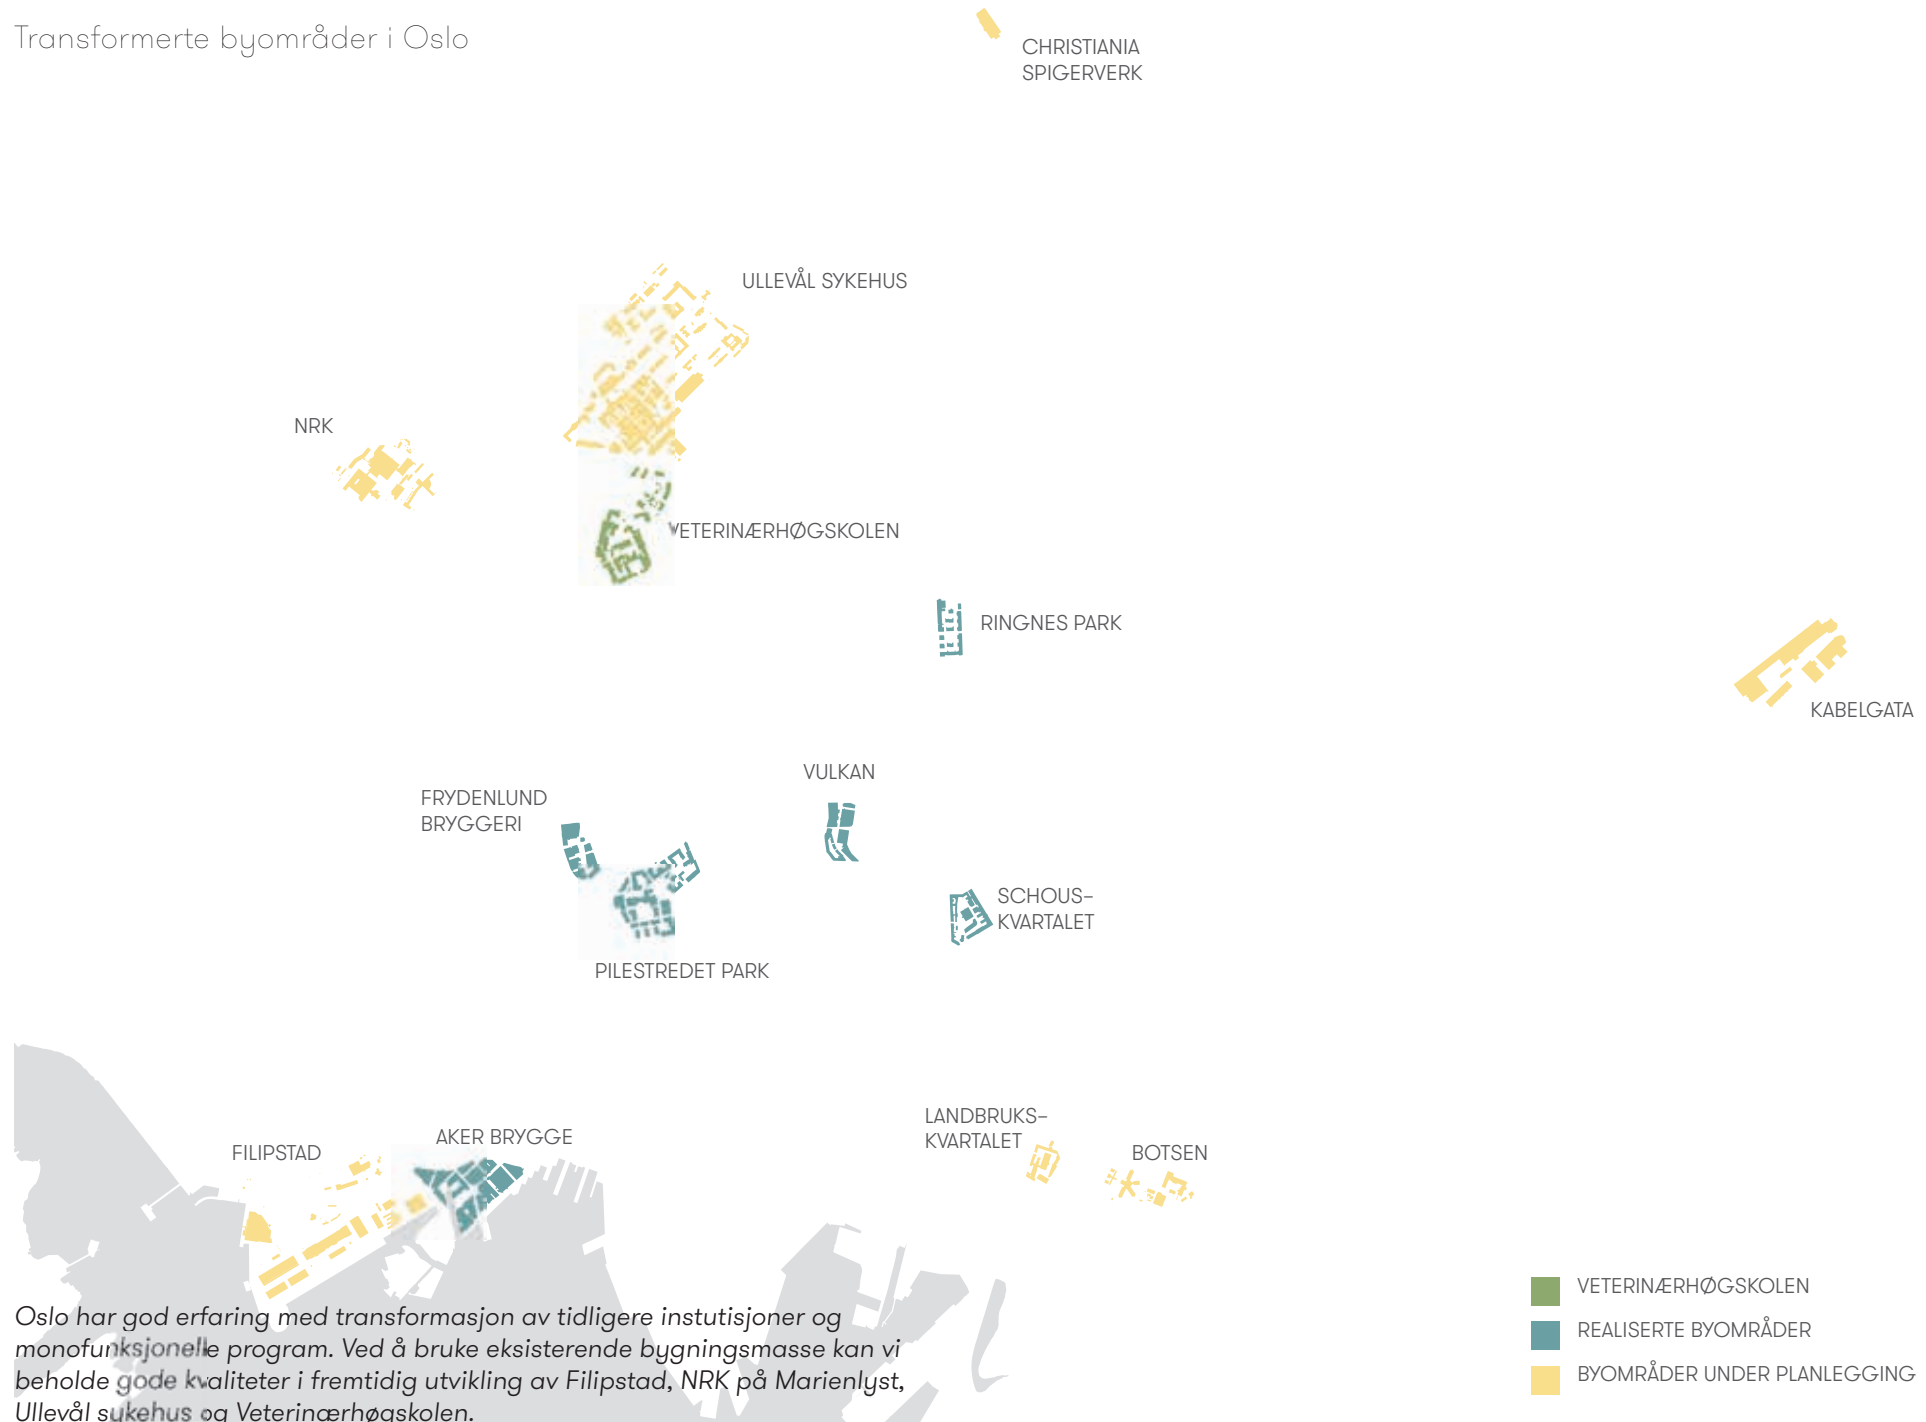 Transformerte byområder i Oslo
CHRISTIANIA
SPIGERVERK
ULLEVÅL SYKEHUS
NRK
VETERINÆRHØGSKOLEN
RINGNES PARK
KABELGATA
VULKAN
FRYDENLUND
BRYGGERI
SCHOUS-
KVARTALET
PILESTREDET PARK
LANDBRUKS-
KVARTALET
BOTSEN
AKER BRYGGE
FILIPSTAD
VETERINÆRHØGSKOLEN
REALISERTE BYOMRÅDER
BYOMRÅDER UNDER PLANLEGGING
Oslo har god erfaring med transformasjon av tidligere instutisjoner og
monofunksjonelle program. Ved å bruke eksisterende bygningsmasse kan vi
beholde gode kvaliteter i fremtidig utvikling av Filipstad, NRK på Marienlyst,
Ullevål sykehus og Veterinærhøgskolen.